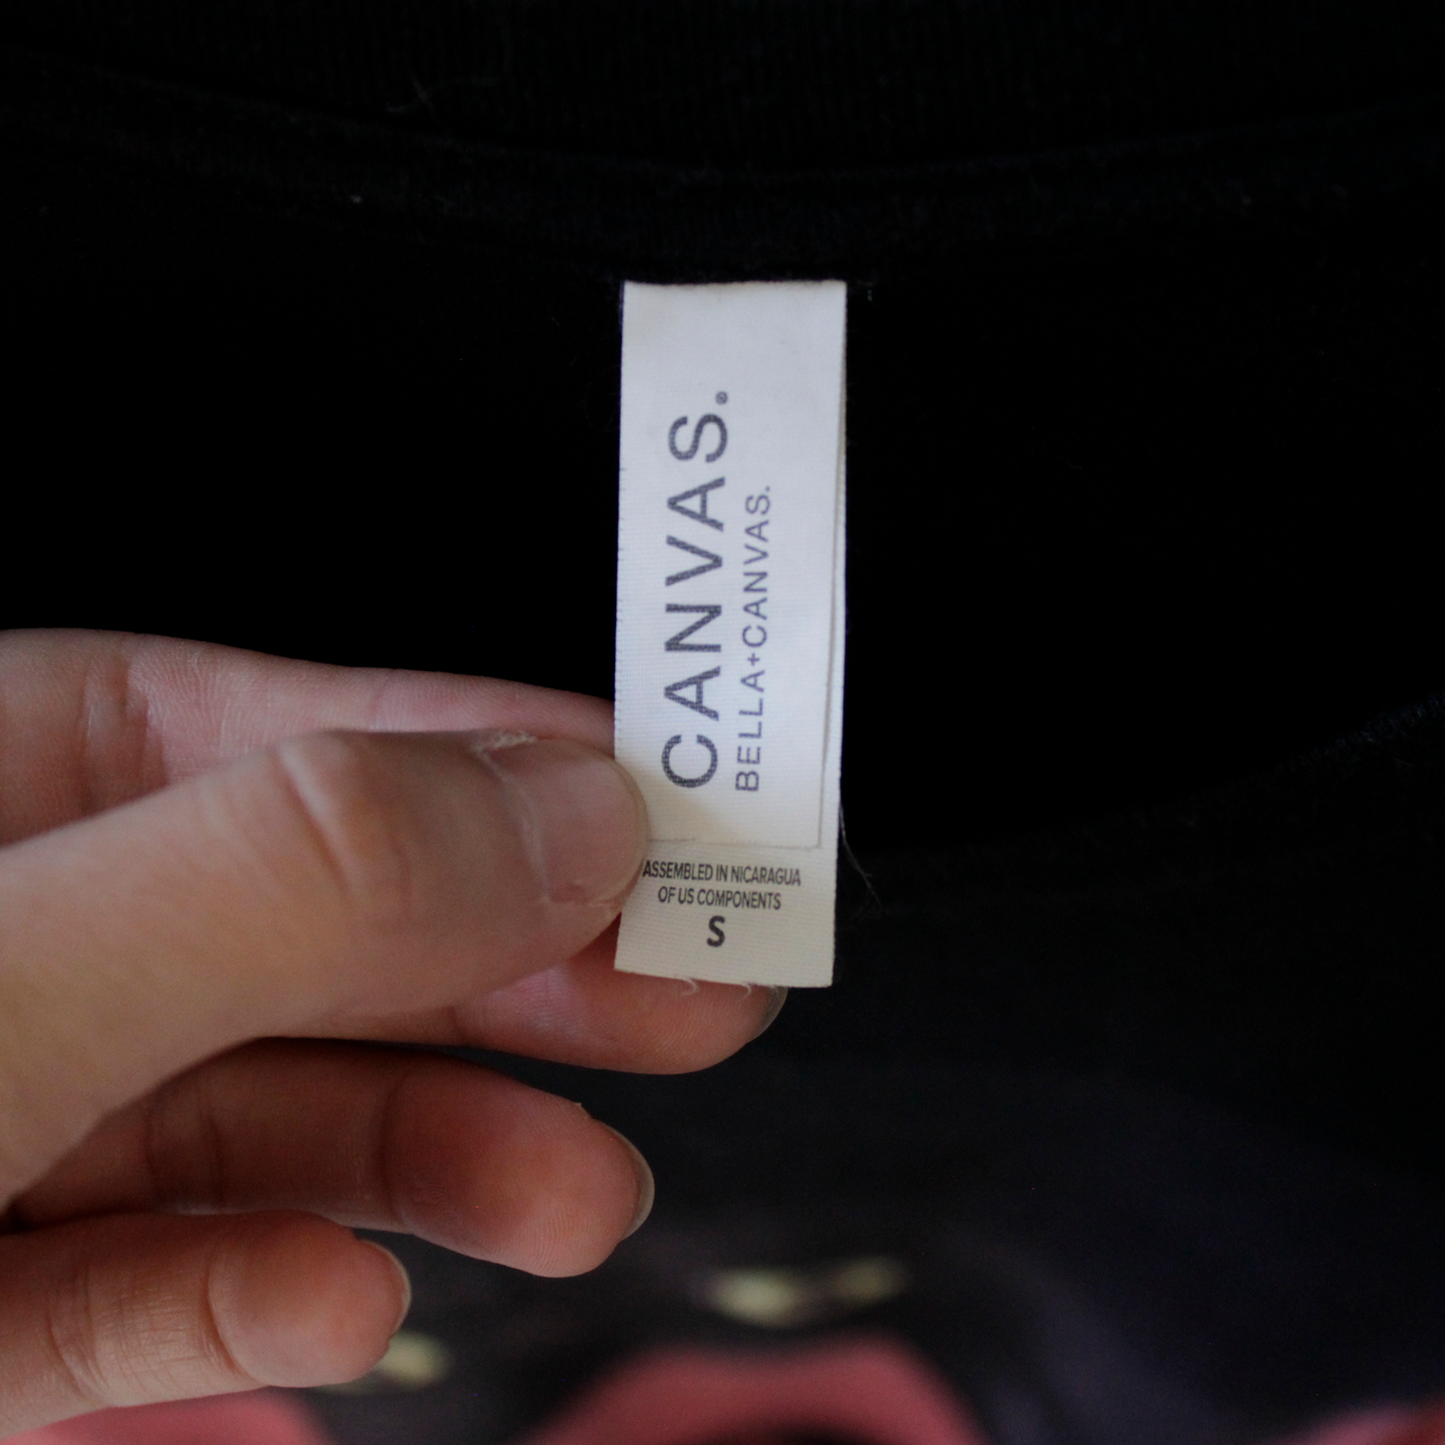 CANVAS.
BELLA+CANVAS.
ASSEMBLED IN NICARAGUA
OF US COMPONENTS
S